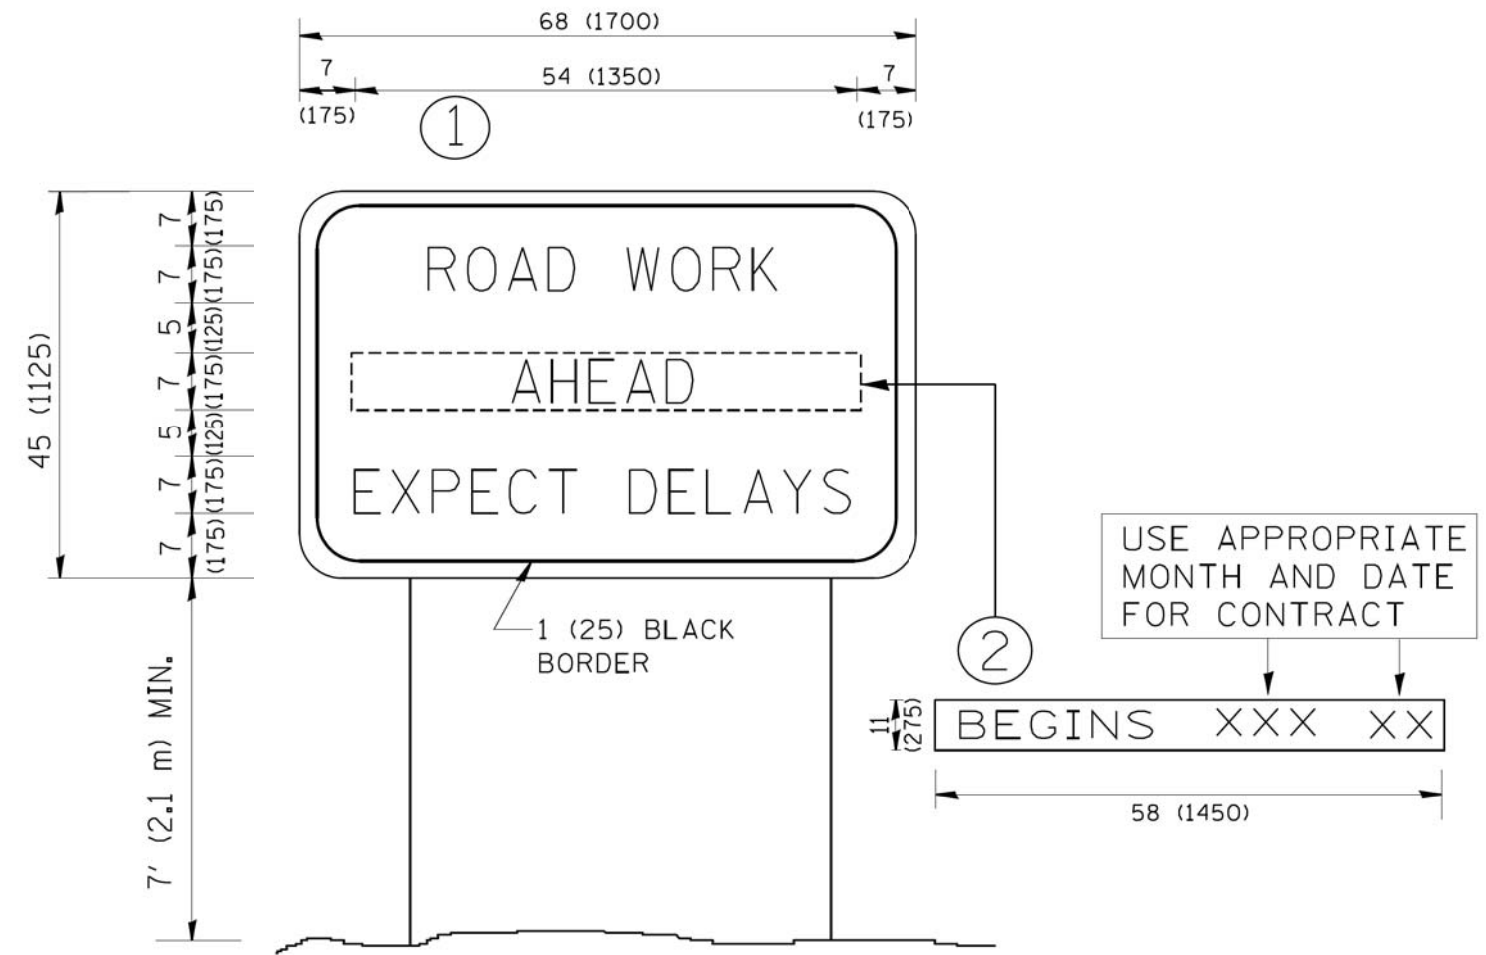 68 (1700)
7
54 (1350)
7
(175)
(175)
1
45 (1125)
7
(175)
7
(175)
5
(125)
7
(175)
5
(125)
7
(175)
7
(175)
ROAD WORK
AHEAD
EXPECT DELAYS
1 (25) BLACK
BORDER
7' (2.1 m) MIN.
2
USE APPROPRIATE
MONTH AND DATE
FOR CONTRACT
11
(275)
BEGINS XXX XX
58 (1450)